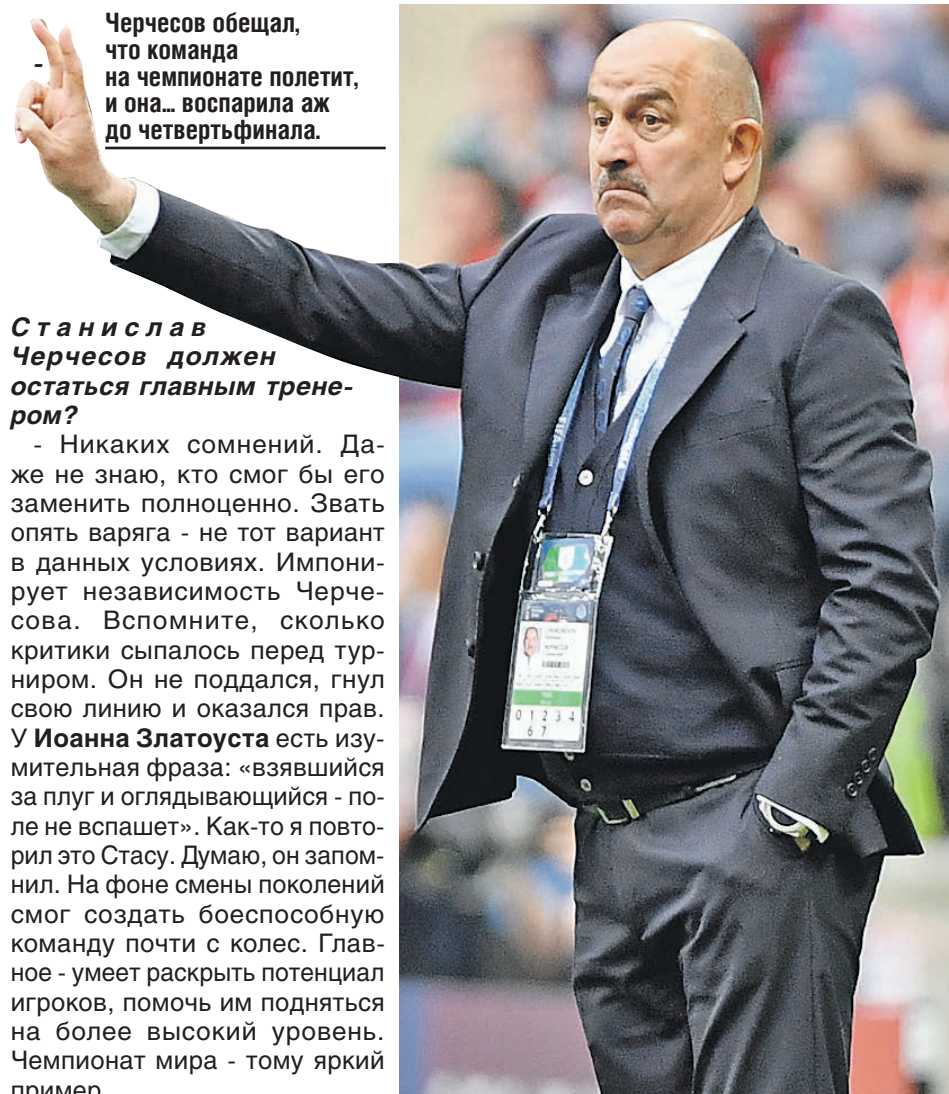 Черчесов обещал,
что команда
на чемпионате полетит,
и она... воспарила аж
до четвертьфинала.
-
Станислав
Черчесов должен
остаться главным трене-
ром?
- Никаких сомнений. Да-
же не знаю, кто смог бы его
заменить полноценно. Звать
опять варяга - не тот вариант
в данных условиях. Импони-
рует независимость Черче-
сова. Вспомните, сколько
критики сыпалось перед тур-
ниром. Он не поддался, гнул
свою линию и оказался прав.
У Иоанна Златоуста есть изу-
мительная фраза: «взявшийся
за плуг и оглядывающийся - по-
ле не вспашет». Как-то я повто-
рил это Стасу. Думаю, он запом-
нил. На фоне смены поколений
смог создать боеспособную
команду почти с колес. Глав-
ное - умеет раскрыть потенциал
игроков, помочь им подняться
на более высокий уровень.
Чемпионат мира - тому яркий
пример
0 1 2 3 4
6 7